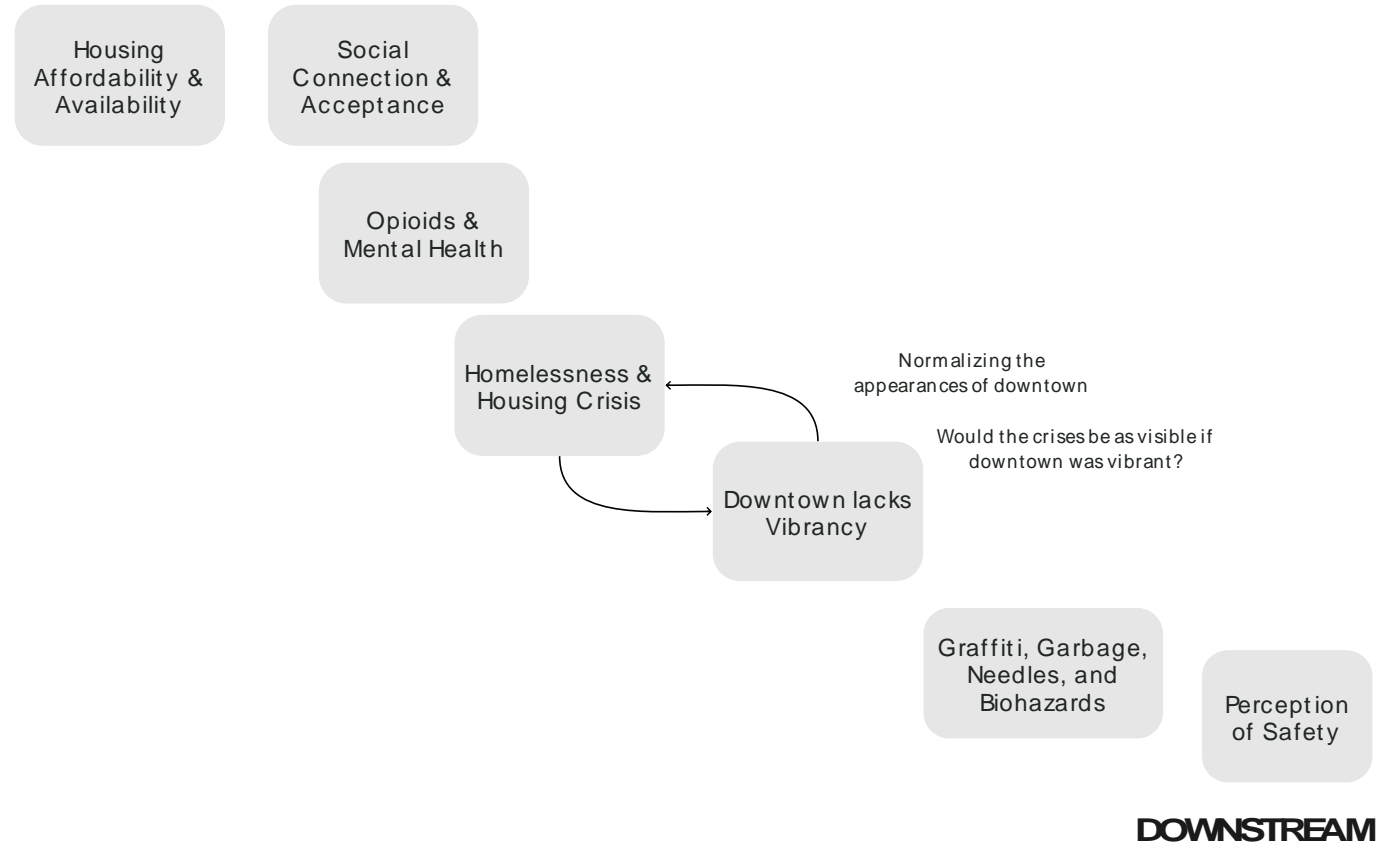 Housing
Affordability &
Availability
Social
Connection &
Acceptance
Opioids &
Mental Health
Homelessness &
Housing Crisis
Normalizing the
appearances of downtown
Would the crises be as visible if
downtown was vibrant?
Downtown lacks
Vibrancy
Graffiti, Garbage,
Needles, and
Biohazards
Perception
of Safety
DOWNSTREAM